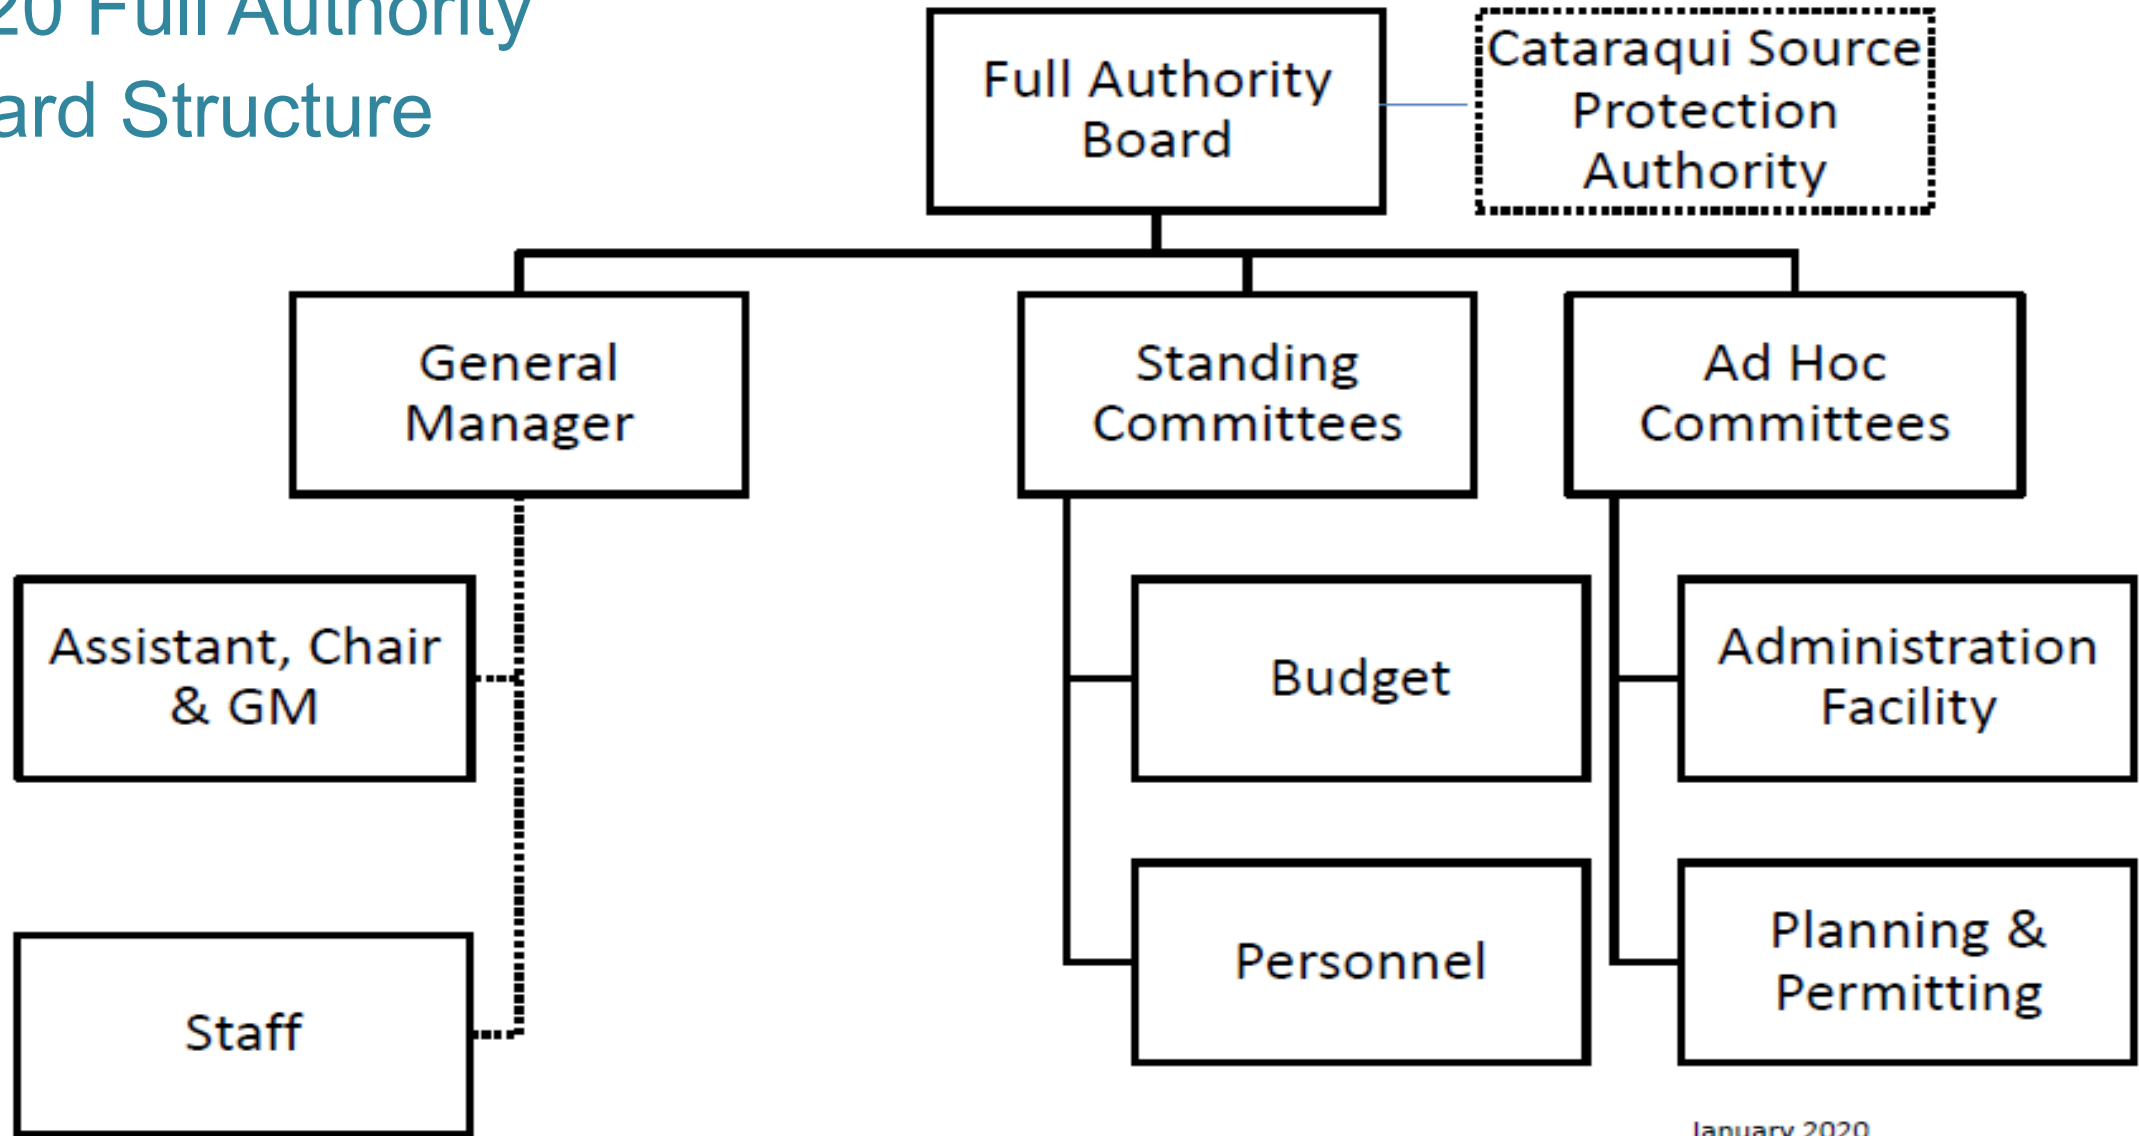 20 Full Authority
ard Structure
Full Authority
Board
Cataraqui Source
Protection
Authority
General
Manager
Standing
Committees
Ad Hoc
Committees
Assistant, Chair
& GM
Budget
Administration
Facility
Staff
Personnel
Planning &
Permitting
January 2020